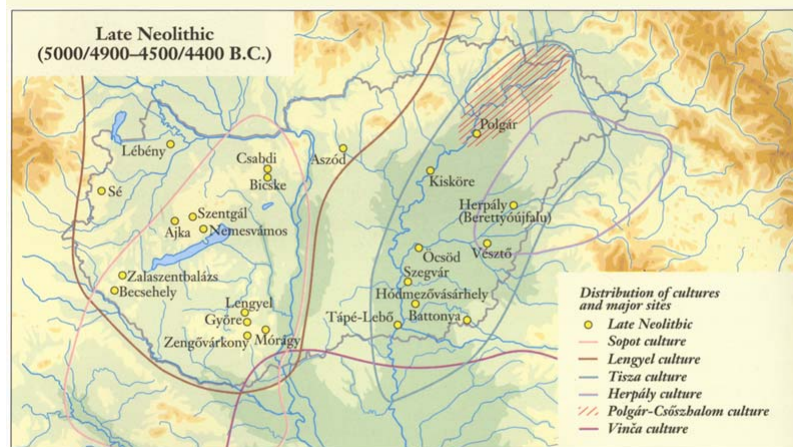 Late Neolithic
(5000/4900–4500/4400 B.C.)
Lébény
Sé
Csabdi
Bicske
Aszód
Polgár
Kisköre
Szentgál
Ajka
Nemesvámos
Herpály
(Berettyóújfalu)
Vésztő
Öcsöd
Szegvár
Zalaszentbalázs
Becsehely
Hódmezővásárhely
Lengyel
Györe
Tápé-Lebő
Battonya
Zengővárkony
Mórágy
Distribution of cultures
and major sites
Late Neolithic
Sopot culture
Lengyel culture
Tisza culture
Herpály culture
Polgár-Csőszhalom culture
Vinča culture